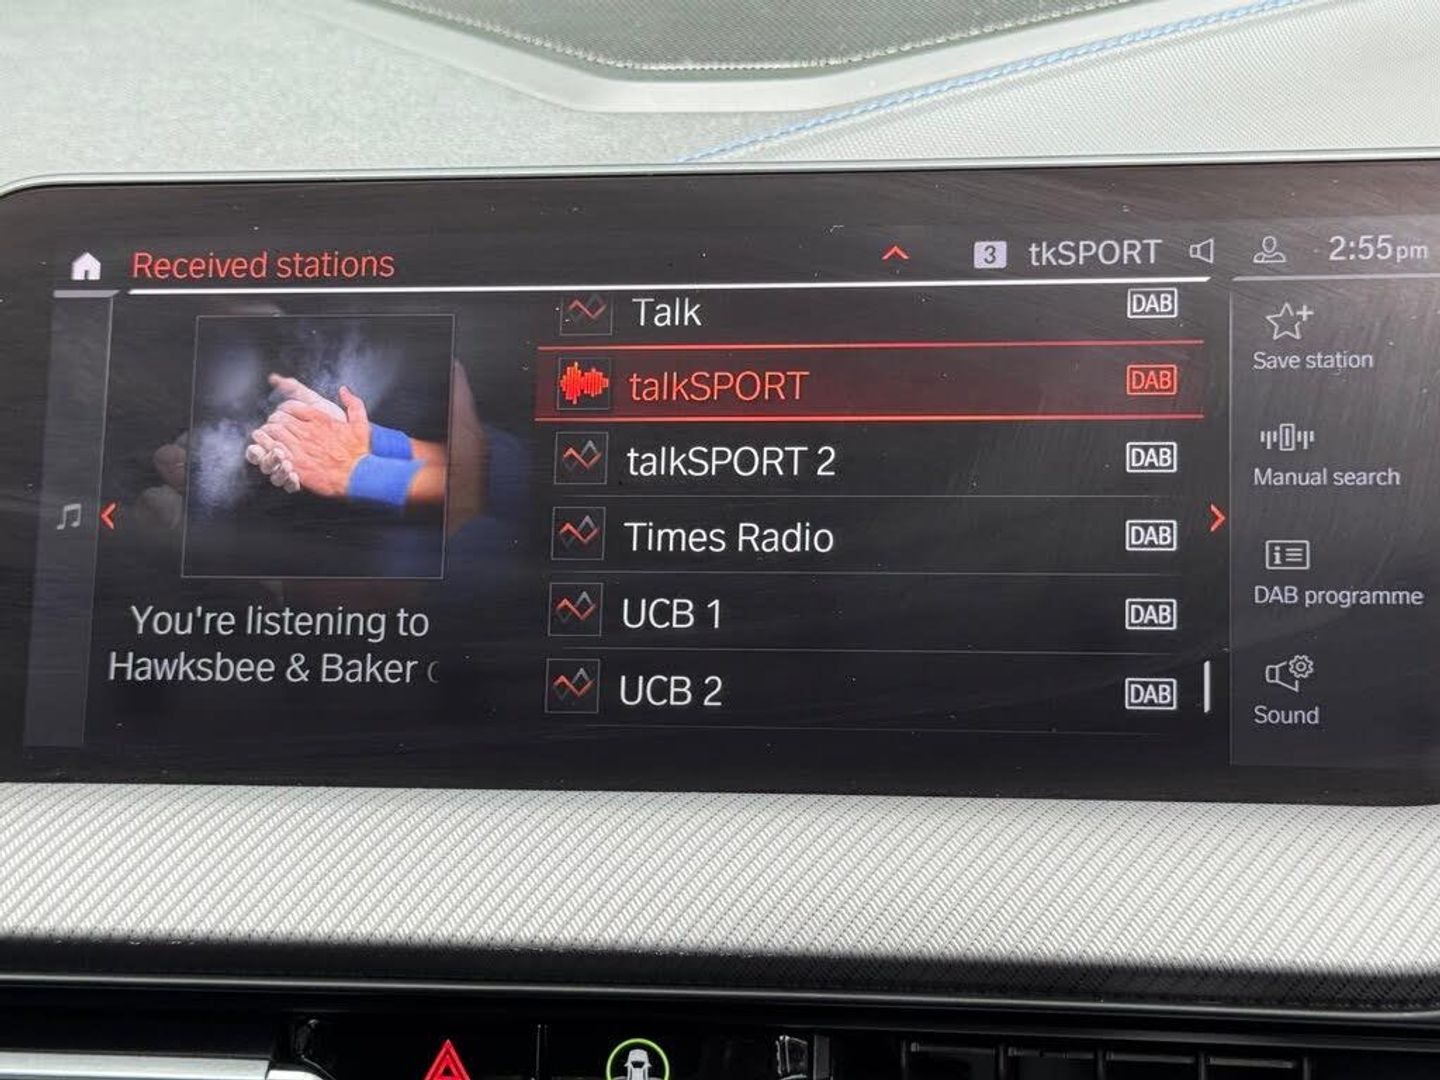 Received stations
3 tkSPORT 2:55pm
Talk DAB
talkSPORT DAB
talkSPORT 2 DAB
Times Radio DAB
UCB 1 DAB
UCB 2 DAB
You're listening to
Hawksbee & Baker
Save station
Manual search
DAB programme
Sound